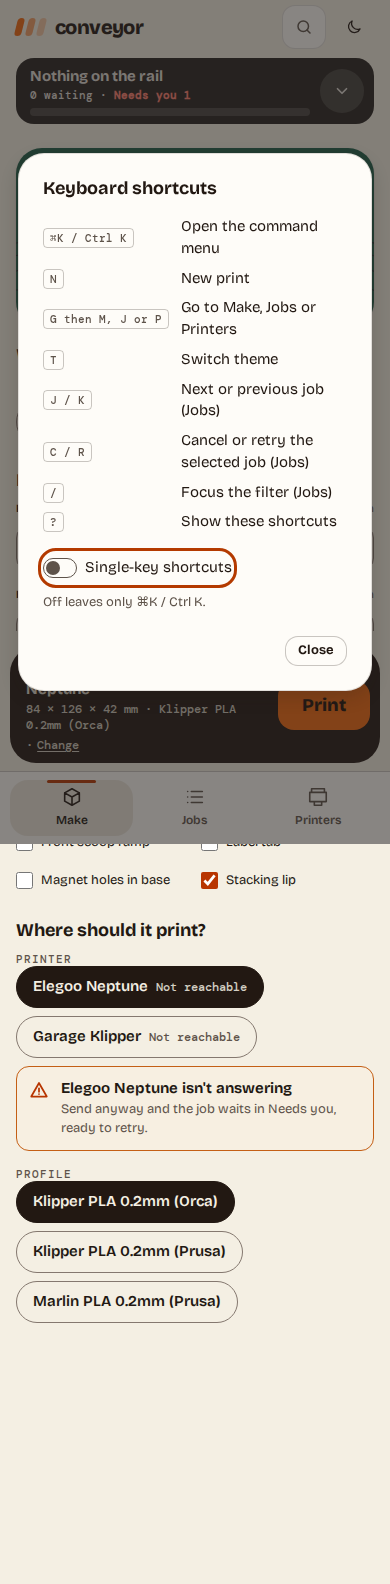 conveyor
Nothing on the rail
0 waiting · Needs you 1
Keyboard shortcuts
⌘K / Ctrl K
Open the command
menu
N
New print
G then M, J or P
Go to Make, Jobs or
Printers
T
Switch theme
J / K
Next or previous job
(Jobs)
C / R
Cancel or retry the
selected job (Jobs)
/
Focus the filter (Jobs)
?
Show these shortcuts
Single-key shortcuts
Off leaves only ⌘K / Ctrl K.
Close
Neptune
84 × 126 × 42 mm · Klipper PLA
0.2mm (Orca)
· Change
Print
Make
Jobs
Printers
Front scoop ramp
Label tab
Magnet holes in base
Stacking lip
Where should it print?
PRINTER
Elegoo Neptune Not reachable
Garage Klipper Not reachable
Elegoo Neptune isn't answering
Send anyway and the job waits in Needs you,
ready to retry.
PROFILE
Klipper PLA 0.2mm (Orca)
Klipper PLA 0.2mm (Prusa)
Marlin PLA 0.2mm (Prusa)